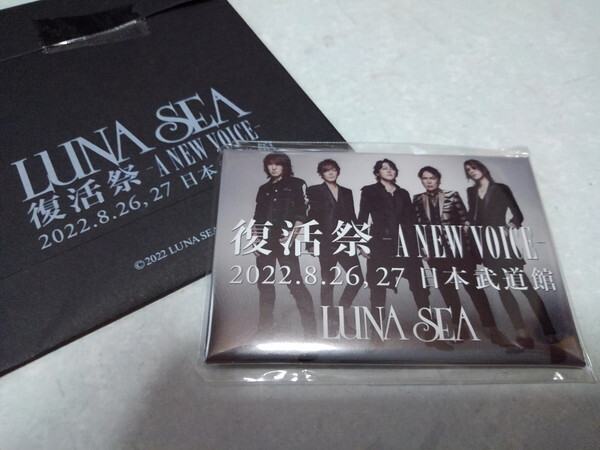 LUNA SEA
復活祭 -A NEW VOICE-
2022.8.26, 27 日本
©2022 LUNA SEA
復活祭 -A NEW VOICE-
2022.8.26, 27 日本武道館
LUNA SEA